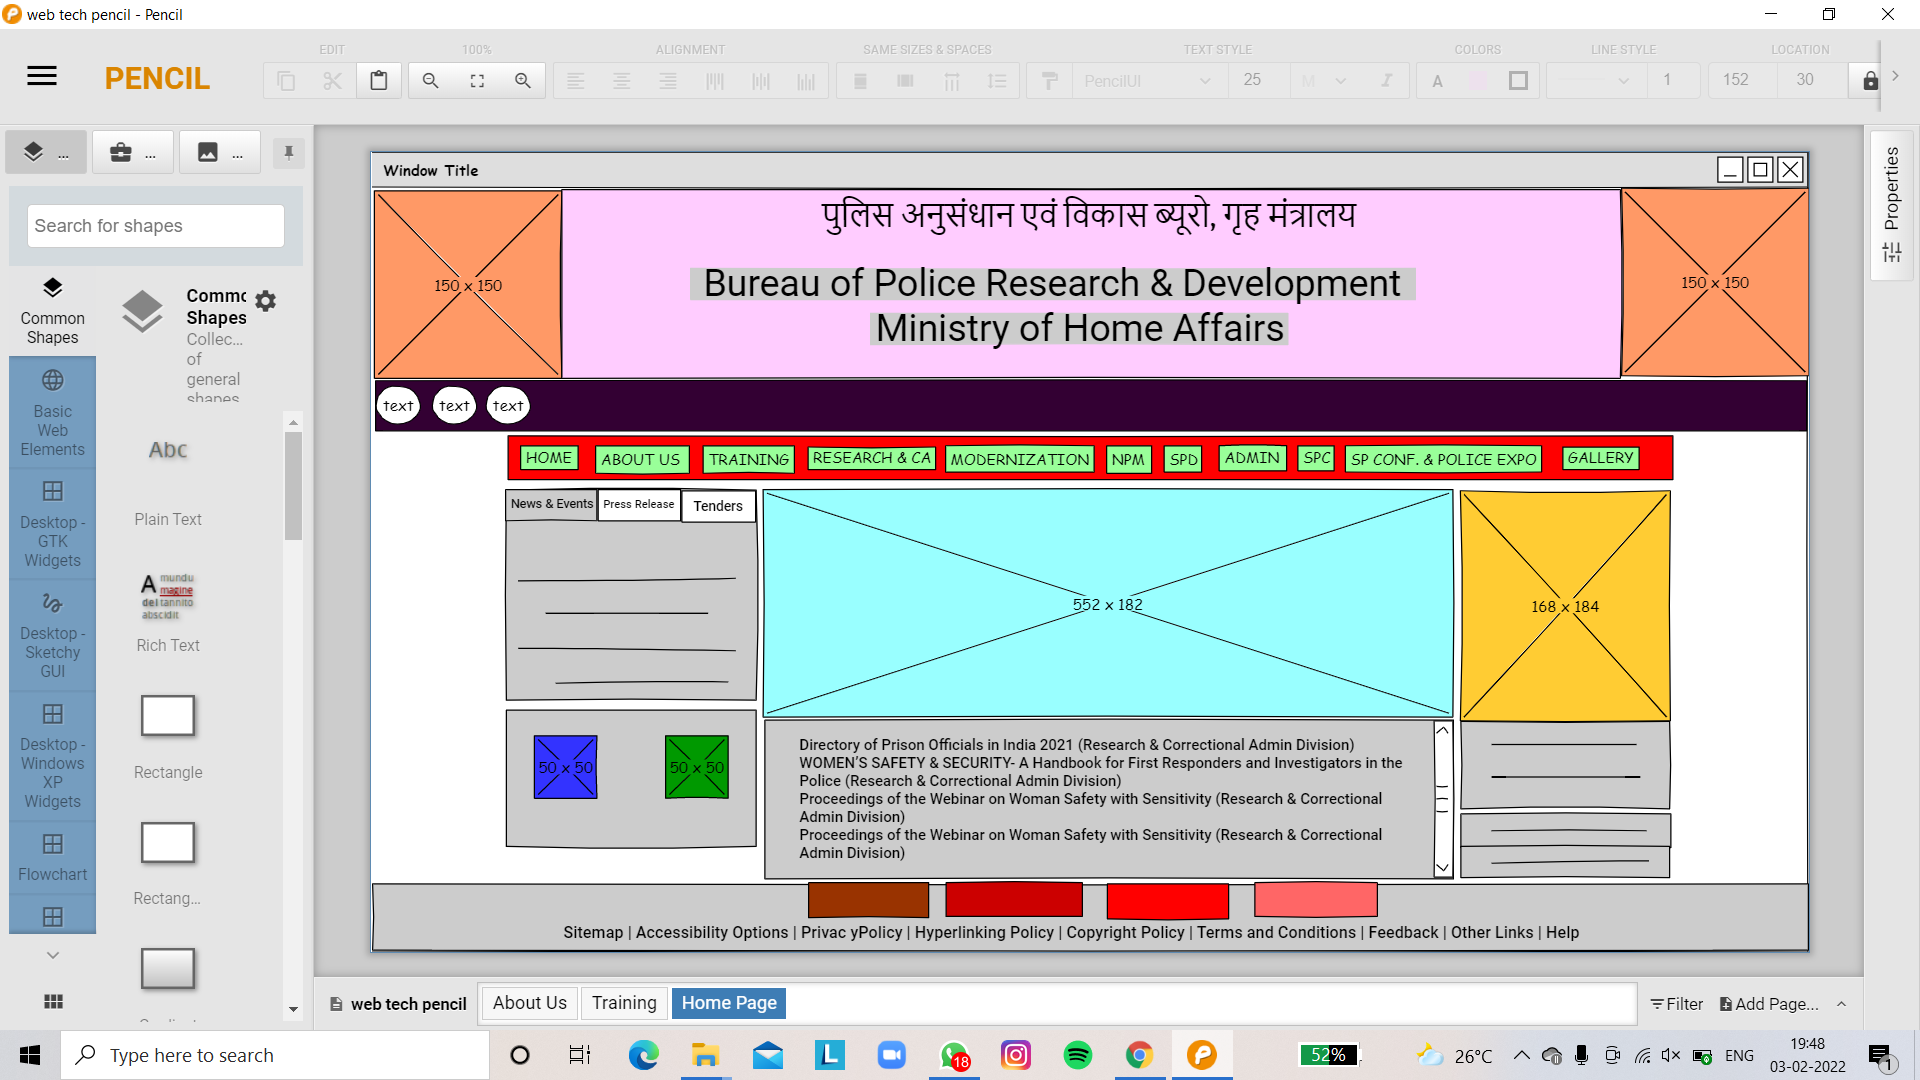 web tech pencil - Pencil
EDIT
100%
ALIGNMENT
SAME SIZES & SPACES
TEXT STYLE
COLORS
LINE STYLE
LOCATION
PENCIL
PencilUI
25
M
A
1
152
30
...
...
...
Search for shapes
Common
Shapes
Basic
Web
Elements
Desktop -
GTK
Widgets
Desktop -
Sketchy
GUI
Desktop -
Windows
XP
Widgets
Flowchart
Shapes
Collec...
of
general
shapes
Abc
Plain Text
A mundu
magine
del tannito
abscidit
Rich Text
Rectangle
Rectang...
Window Title
150 x 150
पुलिस अनुसंधान एवं विकास ब्यूरो, गृह मंत्रालय
Bureau of Police Research & Development
Ministry of Home Affairs
150 x 150
text
text
text
HOME
ABOUT US
TRAINING
RESEARCH & CA
MODERNIZATION
NPM
SPD
ADMIN
SPC
SP CONF. & POLICE EXPO
GALLERY
News & Events
Press Release
Tenders
552 x 182
168 x 184
50 x 50
50 x 50
Directory of Prison Officials in India 2021 (Research & Correctional Admin Division)
WOMEN'S SAFETY & SECURITY- A Handbook for First Responders and Investigators in the
Police (Research & Correctional Admin Division)
Proceedings of the Webinar on Woman Safety with Sensitivity (Research & Correctional
Admin Division)
Proceedings of the Webinar on Woman Safety with Sensitivity (Research & Correctional
Admin Division)
Sitemap | Accessibility Options | Privac yPolicy | Hyperlinking Policy | Copyright Policy | Terms and Conditions | Feedback | Other Links | Help
Properties
web tech pencil
About Us
Training
Home Page
Filter
Add Page...
Type here to search
L
18
52%
26°C
ENG
19:48
03-02-2022
1